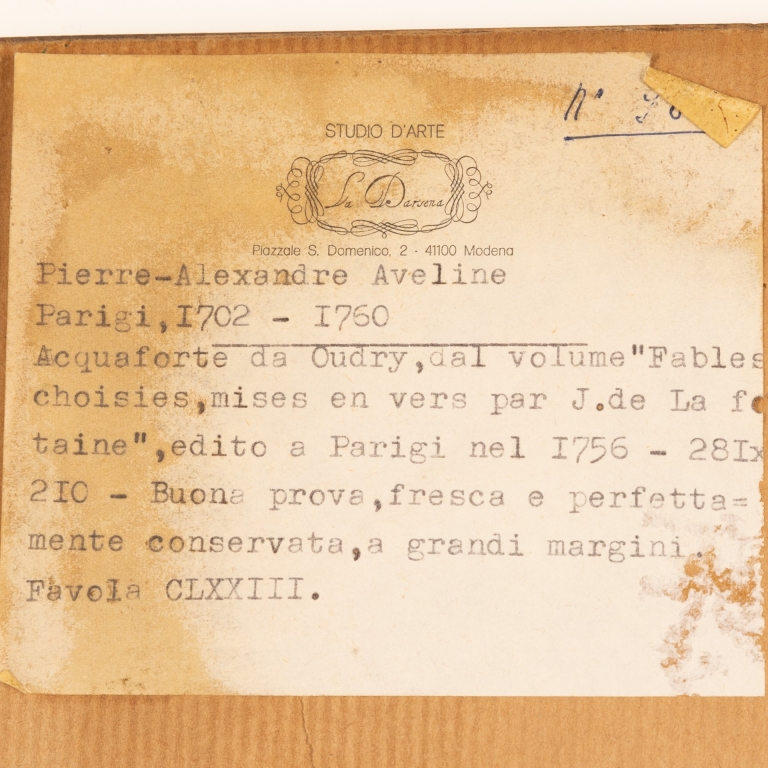 N°
STUDIO D'ARTE
La Darsena
Piazzale S. Domenico, 2 - 41100 Modena
Pierre-Alexandre Aveline
Parigi,I702 - I760
Acquaforte da Oudry,dal volume"Fables
choisies,mises en vers par J.de La fo
taine",edito a Parigi nel I756 - 28Ix
2IO - Buona prova,fresca e perfetta=
mente conservata,a grandi margini.
Favola CLXXIII.